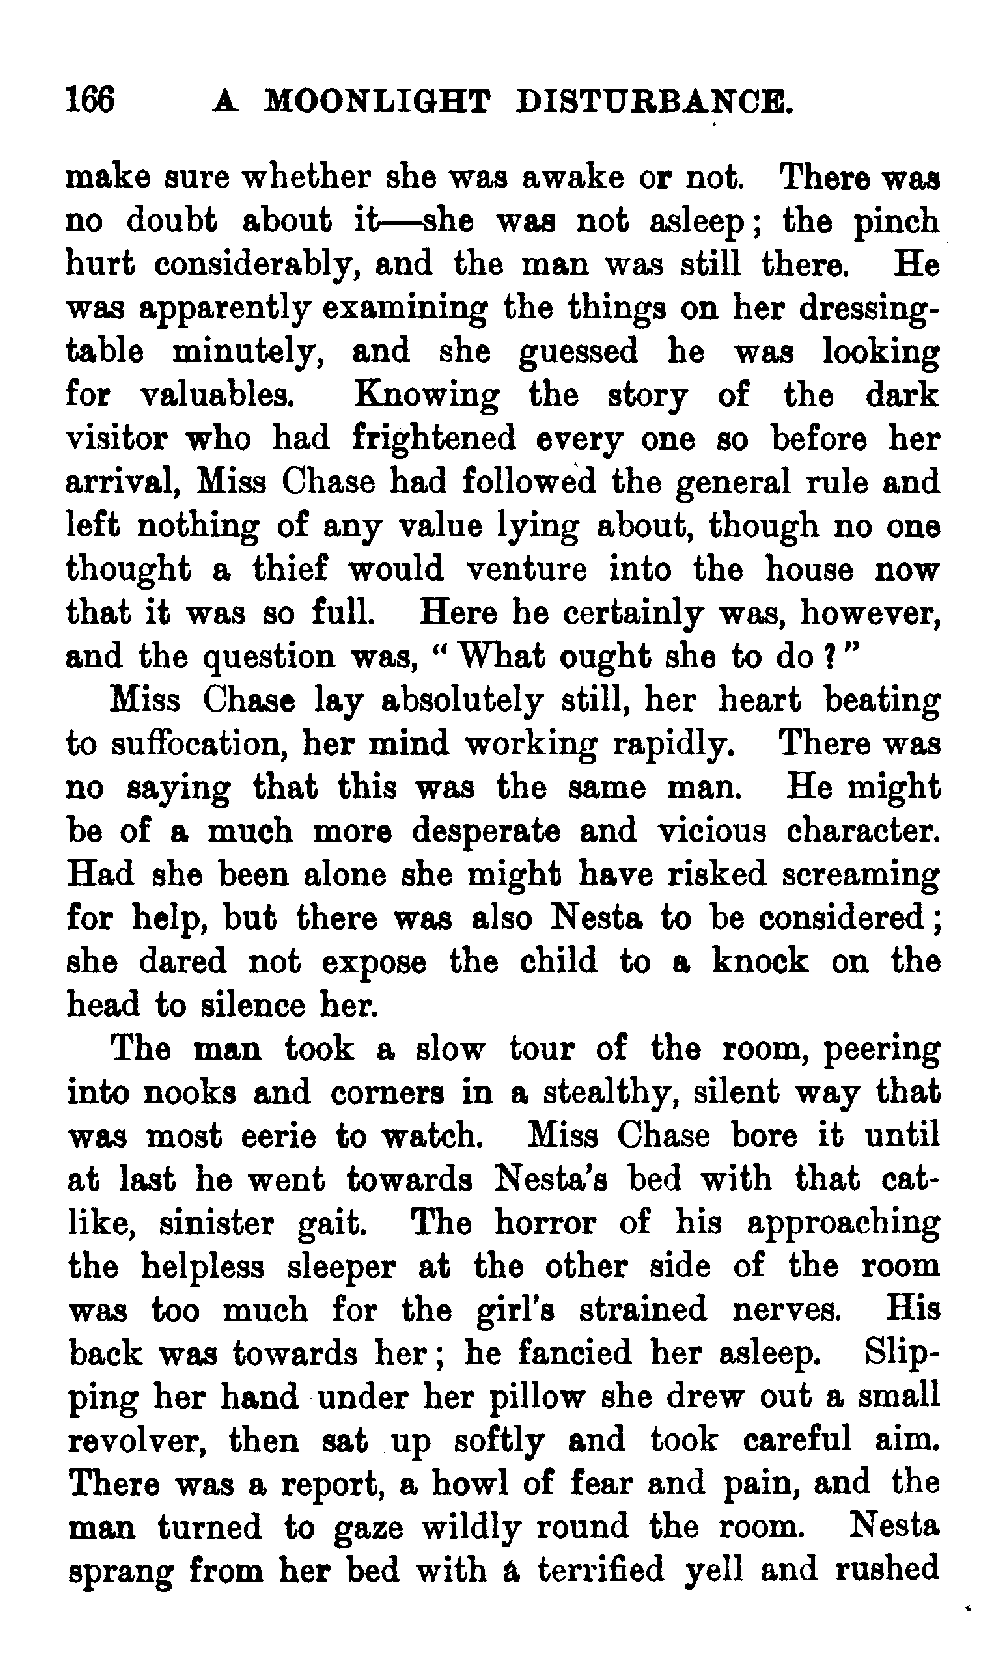 166 A MOONLIGHT DISTURBANCE.
make sure whether she was awake or not. There was
no doubt about it—she was not asleep; the pinch
hurt considerably, and the man was still there. He
was apparently examining the things on her dressing-
table minutely, and she guessed he was looking
for valuables. Knowing the story of the dark
visitor who had frightened every one so before her
arrival, Miss Chase had followed the general rule and
left nothing of any value lying about, though no one
thought a thief would venture into the house now
that it was so full. Here he certainly was, however,
and the question was, “What ought she to do?”
Miss Chase lay absolutely still, her heart beating
to suffocation, her mind working rapidly. There was
no saying that this was the same man. He might
be of a much more desperate and vicious character.
Had she been alone she might have risked screaming
for help, but there was also Nesta to be considered;
she dared not expose the child to a knock on the
head to silence her.
The man took a slow tour of the room, peering
into nooks and corners in a stealthy, silent way that
was most eerie to watch. Miss Chase bore it until
at last he went towards Nesta's bed with that cat-
like, sinister gait. The horror of his approaching
the helpless sleeper at the other side of the room
was too much for the girl's strained nerves. His
back was towards her; he fancied her asleep. Slip-
ping her hand under her pillow she drew out a small
revolver, then sat up softly and took careful aim.
There was a report, a howl of fear and pain, and the
man turned to gaze wildly round the room. Nesta
sprang from her bed with a terrified yell and rushed